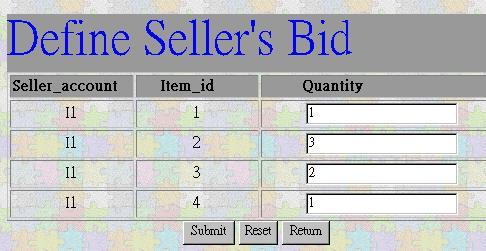 Define Seller's Bid
Seller_account Item_id Quantity
I1 1 1
I1 2 3
I1 3 2
I1 4 1
Submit Reset Return